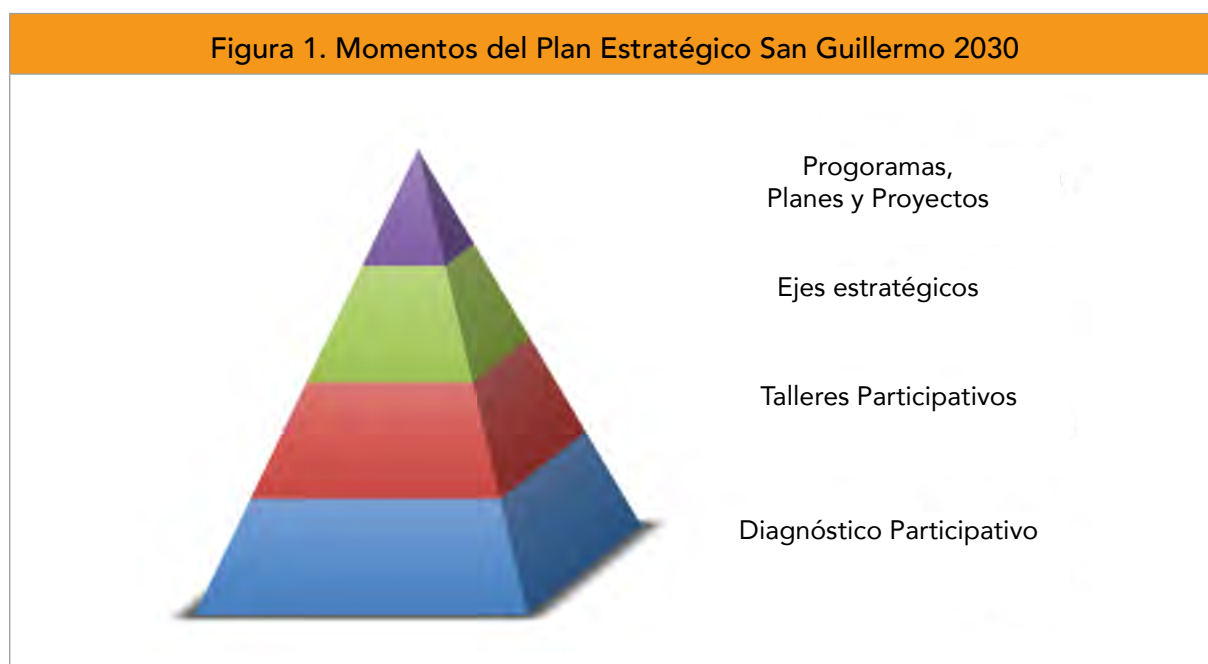 Figura 1. Momentos del Plan Estratégico San Guillermo 2030
Progoramas,
Planes y Proyectos
Ejes estratégicos
Talleres Participativos
Diagnóstico Participativo